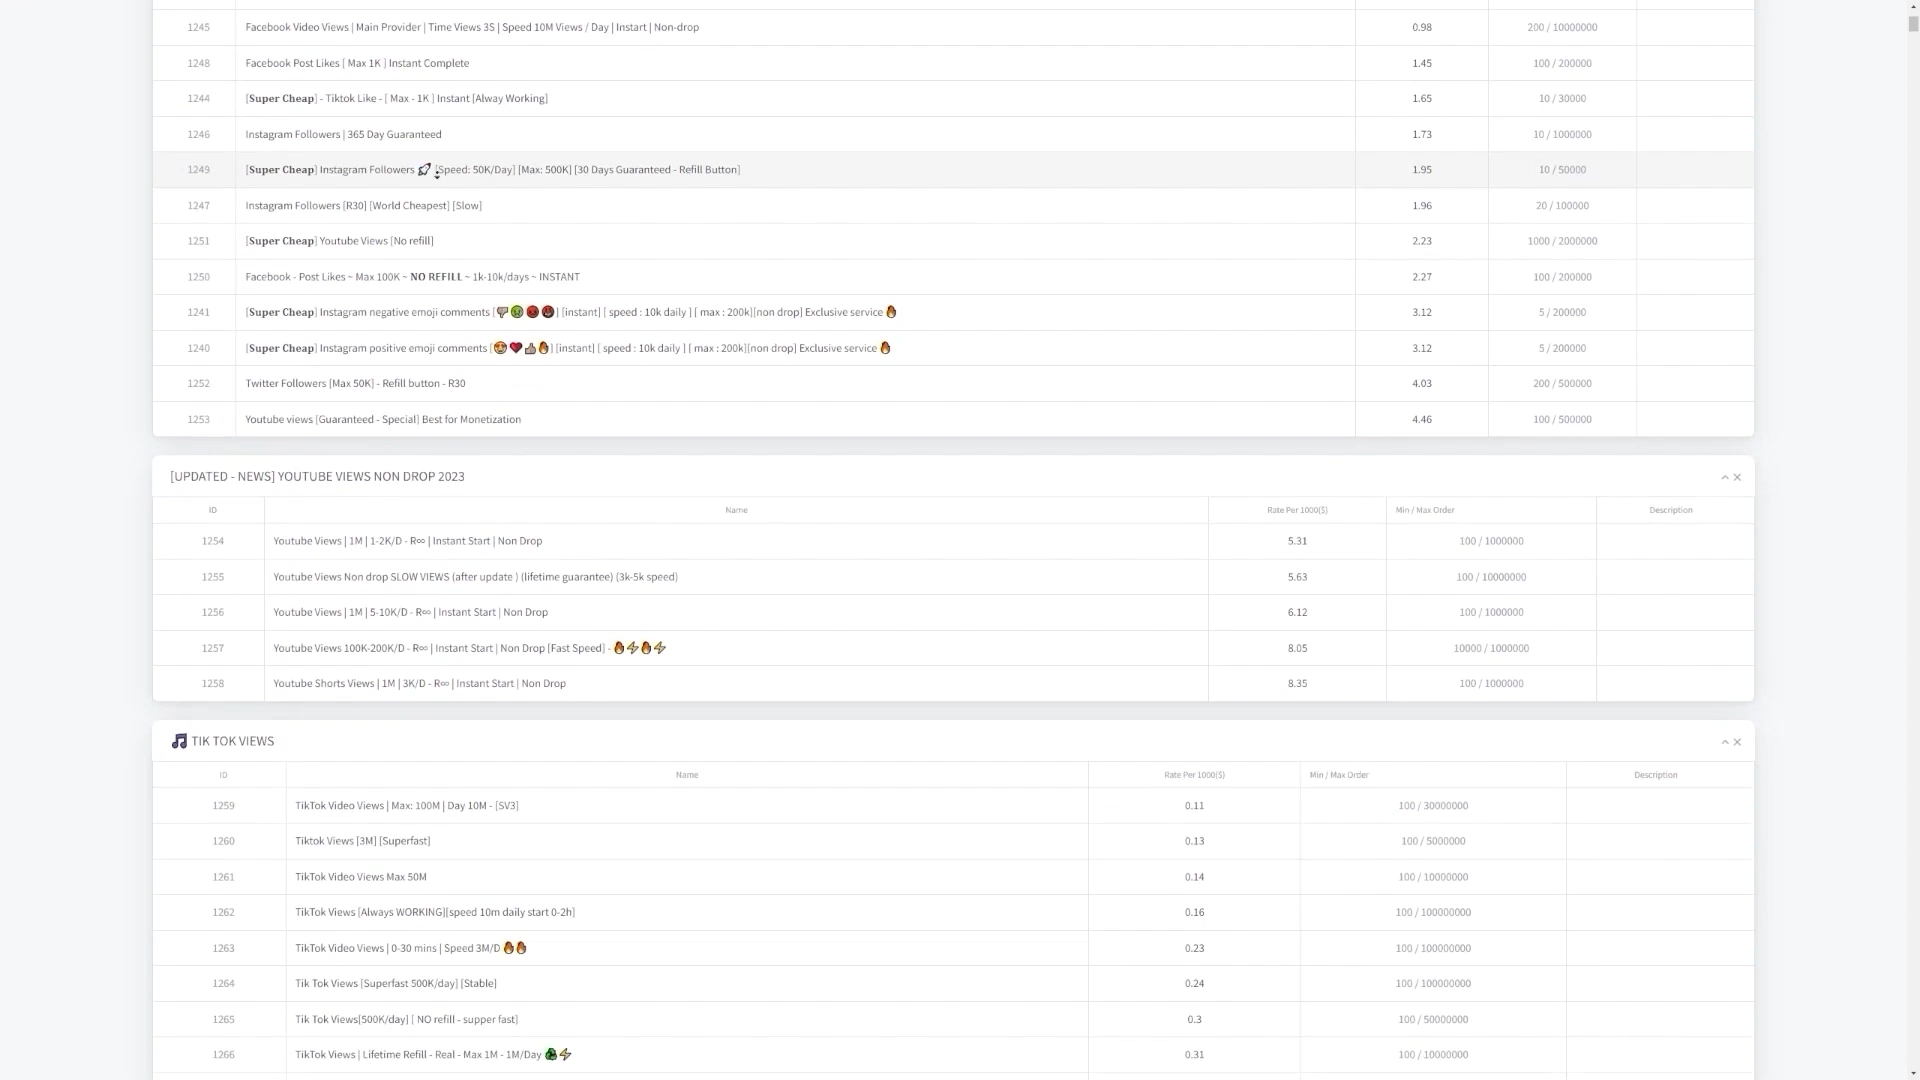 1245 Facebook Video Views | Main Provider | Time Views 3S | Speed 10M Views / Day | Instart | Non-drop 0.98 200 / 10000000
1248 Facebook Post Likes [ Max 1K ] Instant Complete 1.45 100 / 200000
1244 [Super Cheap] - Tiktok Like - [ Max - 1K ] Instant [Alway Working] 1.65 10 / 30000
1246 Instagram Followers | 365 Day Guaranteed 1.73 10 / 1000000
1249 [Super Cheap] Instagram Followers 🚀 [Speed: 50K/Day] [Max: 500K] [30 Days Guaranteed - Refill Button] 1.95 10 / 50000
1247 Instagram Followers [R30] [World Cheapest] [Slow] 1.96 20 / 100000
1251 [Super Cheap] Youtube Views [No refill] 2.23 1000 / 2000000
1250 Facebook - Post Likes ~ Max 100K ~ NO REFILL ~ 1k-10k/days ~ INSTANT 2.27 100 / 200000
1241 [Super Cheap] Instagram negative emoji comments [👎🤢😡🤬] [instant] [ speed : 10k daily ] [ max : 200k][non drop] Exclusive service 🔥 3.12 5 / 200000
1240 [Super Cheap] Instagram positive emoji comments [😍❤️👍🔥] [instant] [ speed : 10k daily ] [ max : 200k][non drop] Exclusive service 🔥 3.12 5 / 200000
1252 Twitter Followers [Max 50K] - Refill button - R30 4.03 200 / 500000
1253 Youtube views [Guaranteed - Special] Best for Monetization 4.46 100 / 500000
[UPDATED - NEWS] YOUTUBE VIEWS NON DROP 2023
ID Name Rate Per 1000($) Min / Max Order Description
1254 Youtube Views | 1M | 1-2K/D - R∞ | Instant Start | Non Drop 5.31 100 / 1000000
1255 Youtube Views Non drop SLOW VIEWS (after update ) (lifetime guarantee) (3k-5k speed) 5.63 100 / 10000000
1256 Youtube Views | 1M | 5-10K/D - R∞ | Instant Start | Non Drop 6.12 100 / 1000000
1257 Youtube Views 100K-200K/D - R∞ | Instant Start | Non Drop [Fast Speed] - 🔥⚡🔥⚡ 8.05 10000 / 1000000
1258 Youtube Shorts Views | 1M | 3K/D - R∞ | Instant Start | Non Drop 8.35 100 / 1000000
🎵 TIK TOK VIEWS
ID Name Rate Per 1000($) Min / Max Order Description
1259 TikTok Video Views | Max: 100M | Day 10M - [SV3] 0.11 100 / 30000000
1260 Tiktok Views [3M] [Superfast] 0.13 100 / 5000000
1261 TikTok Video Views Max 50M 0.14 100 / 10000000
1262 TikTok Views [Always WORKING][speed 10m daily start 0-2h] 0.16 100 / 100000000
1263 TikTok Video Views | 0-30 mins | Speed 3M/D 🔥🔥 0.23 100 / 100000000
1264 Tik Tok Views [Superfast 500K/day] [Stable] 0.24 100 / 100000000
1265 Tik Tok Views[500K/day] [ NO refill - supper fast] 0.3 100 / 50000000
1266 TikTok Views | Lifetime Refill - Real - Max 1M - 1M/Day ♻⚡ 0.31 100 / 10000000